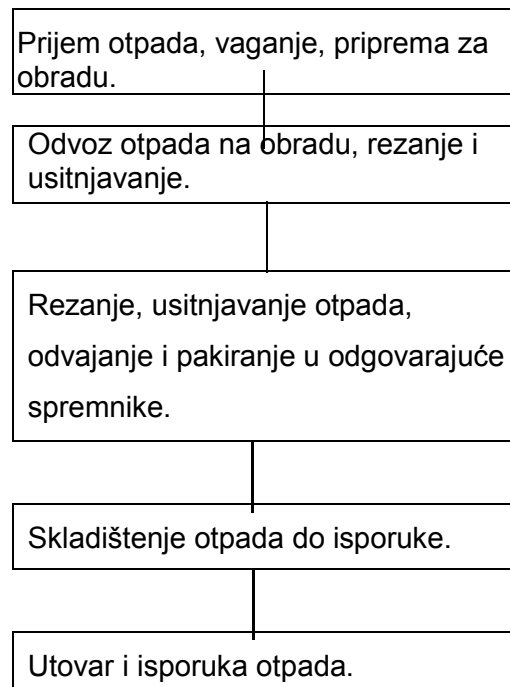 Prijem otpada, vaganje, priprema za
obradu.
Odvoz otpada na obradu, rezanje i
usitnjavanje.
Rezanje, usitnjavanje otpada,
odvajanje i pakiranje u odgovarajuće
spremnike.
Skladištenje otpada do isporuke.
Utovar i isporuka otpada.